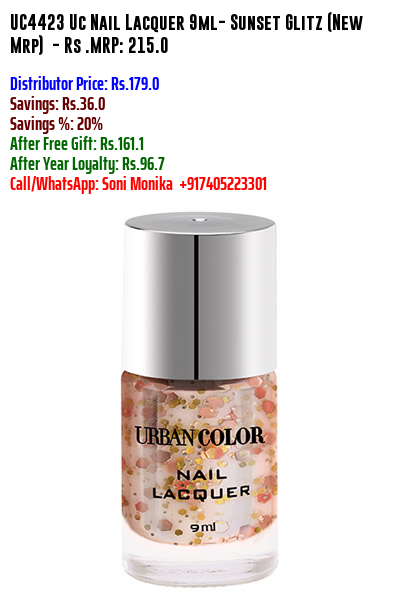 UC4423 Uc Nail Lacquer 9ml- Sunset Glitz (New
Mrp)  - Rs .MRP: 215.0
Distributor Price: Rs.179.0
Savings: Rs.36.0
Savings %: 20%
After Free Gift: Rs.161.1
After Year Loyalty: Rs.96.7
Call/WhatsApp: Soni Monika  +917405223301
URBAN COLOR
NAIL
LACQUER
9ml